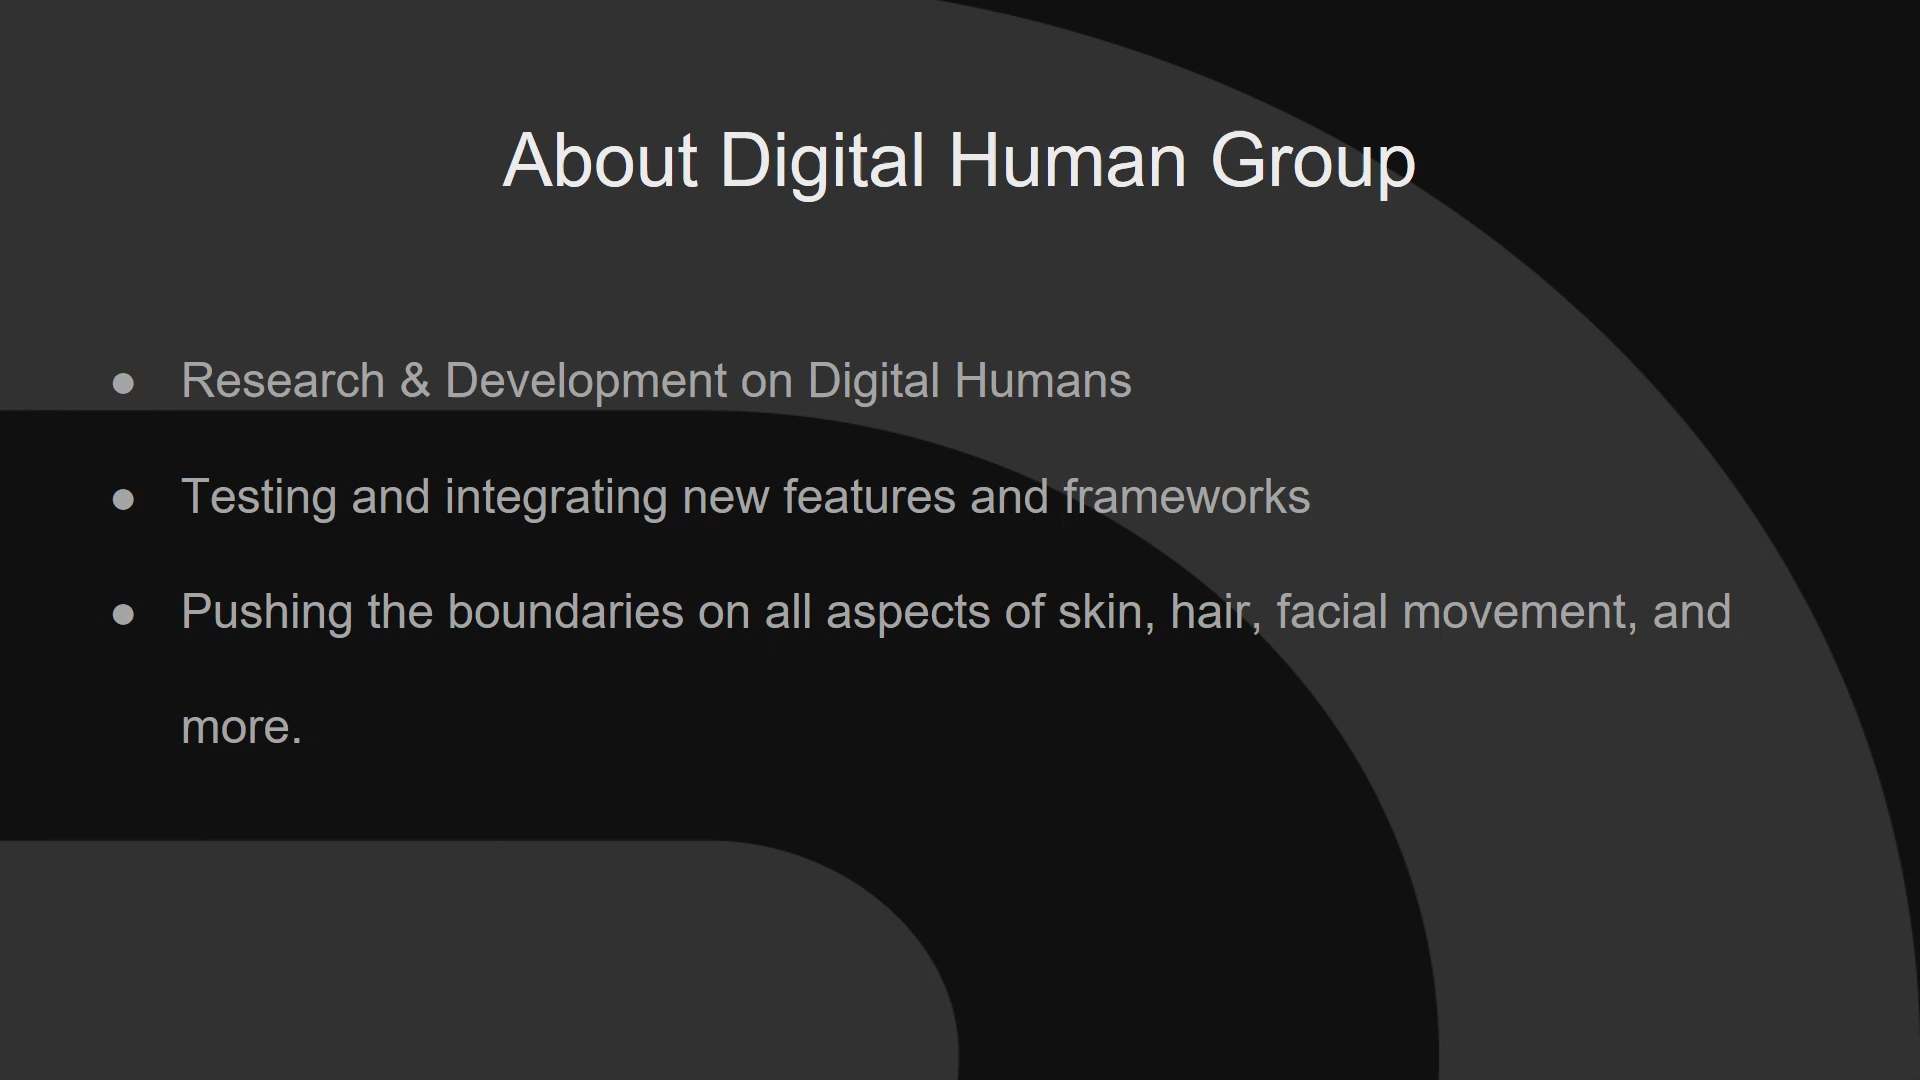 About Digital Human Group
● Research & Development on Digital Humans
● Testing and integrating new features and frameworks
● Pushing the boundaries on all aspects of skin, hair, facial movement, and
more.